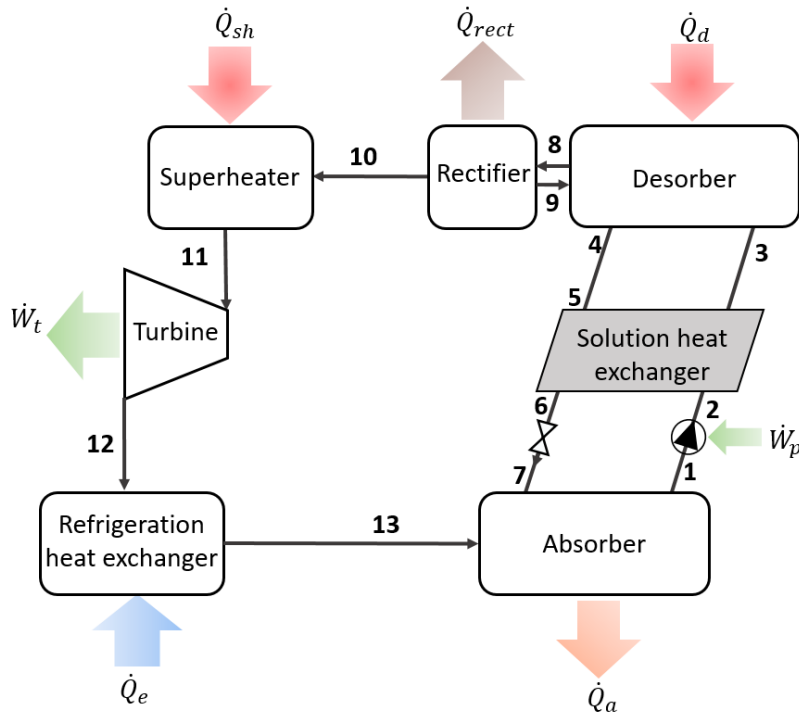 Q̇sh
Q̇rect
Q̇d
10
8
Superheater
Rectifier
Desorber
9
11
4
3
5
Ẇt
Turbine
Solution heat
exchanger
6
2
12
Ẇp
7
1
Refrigeration
heat exchanger
13
Absorber
Q̇e
Q̇a